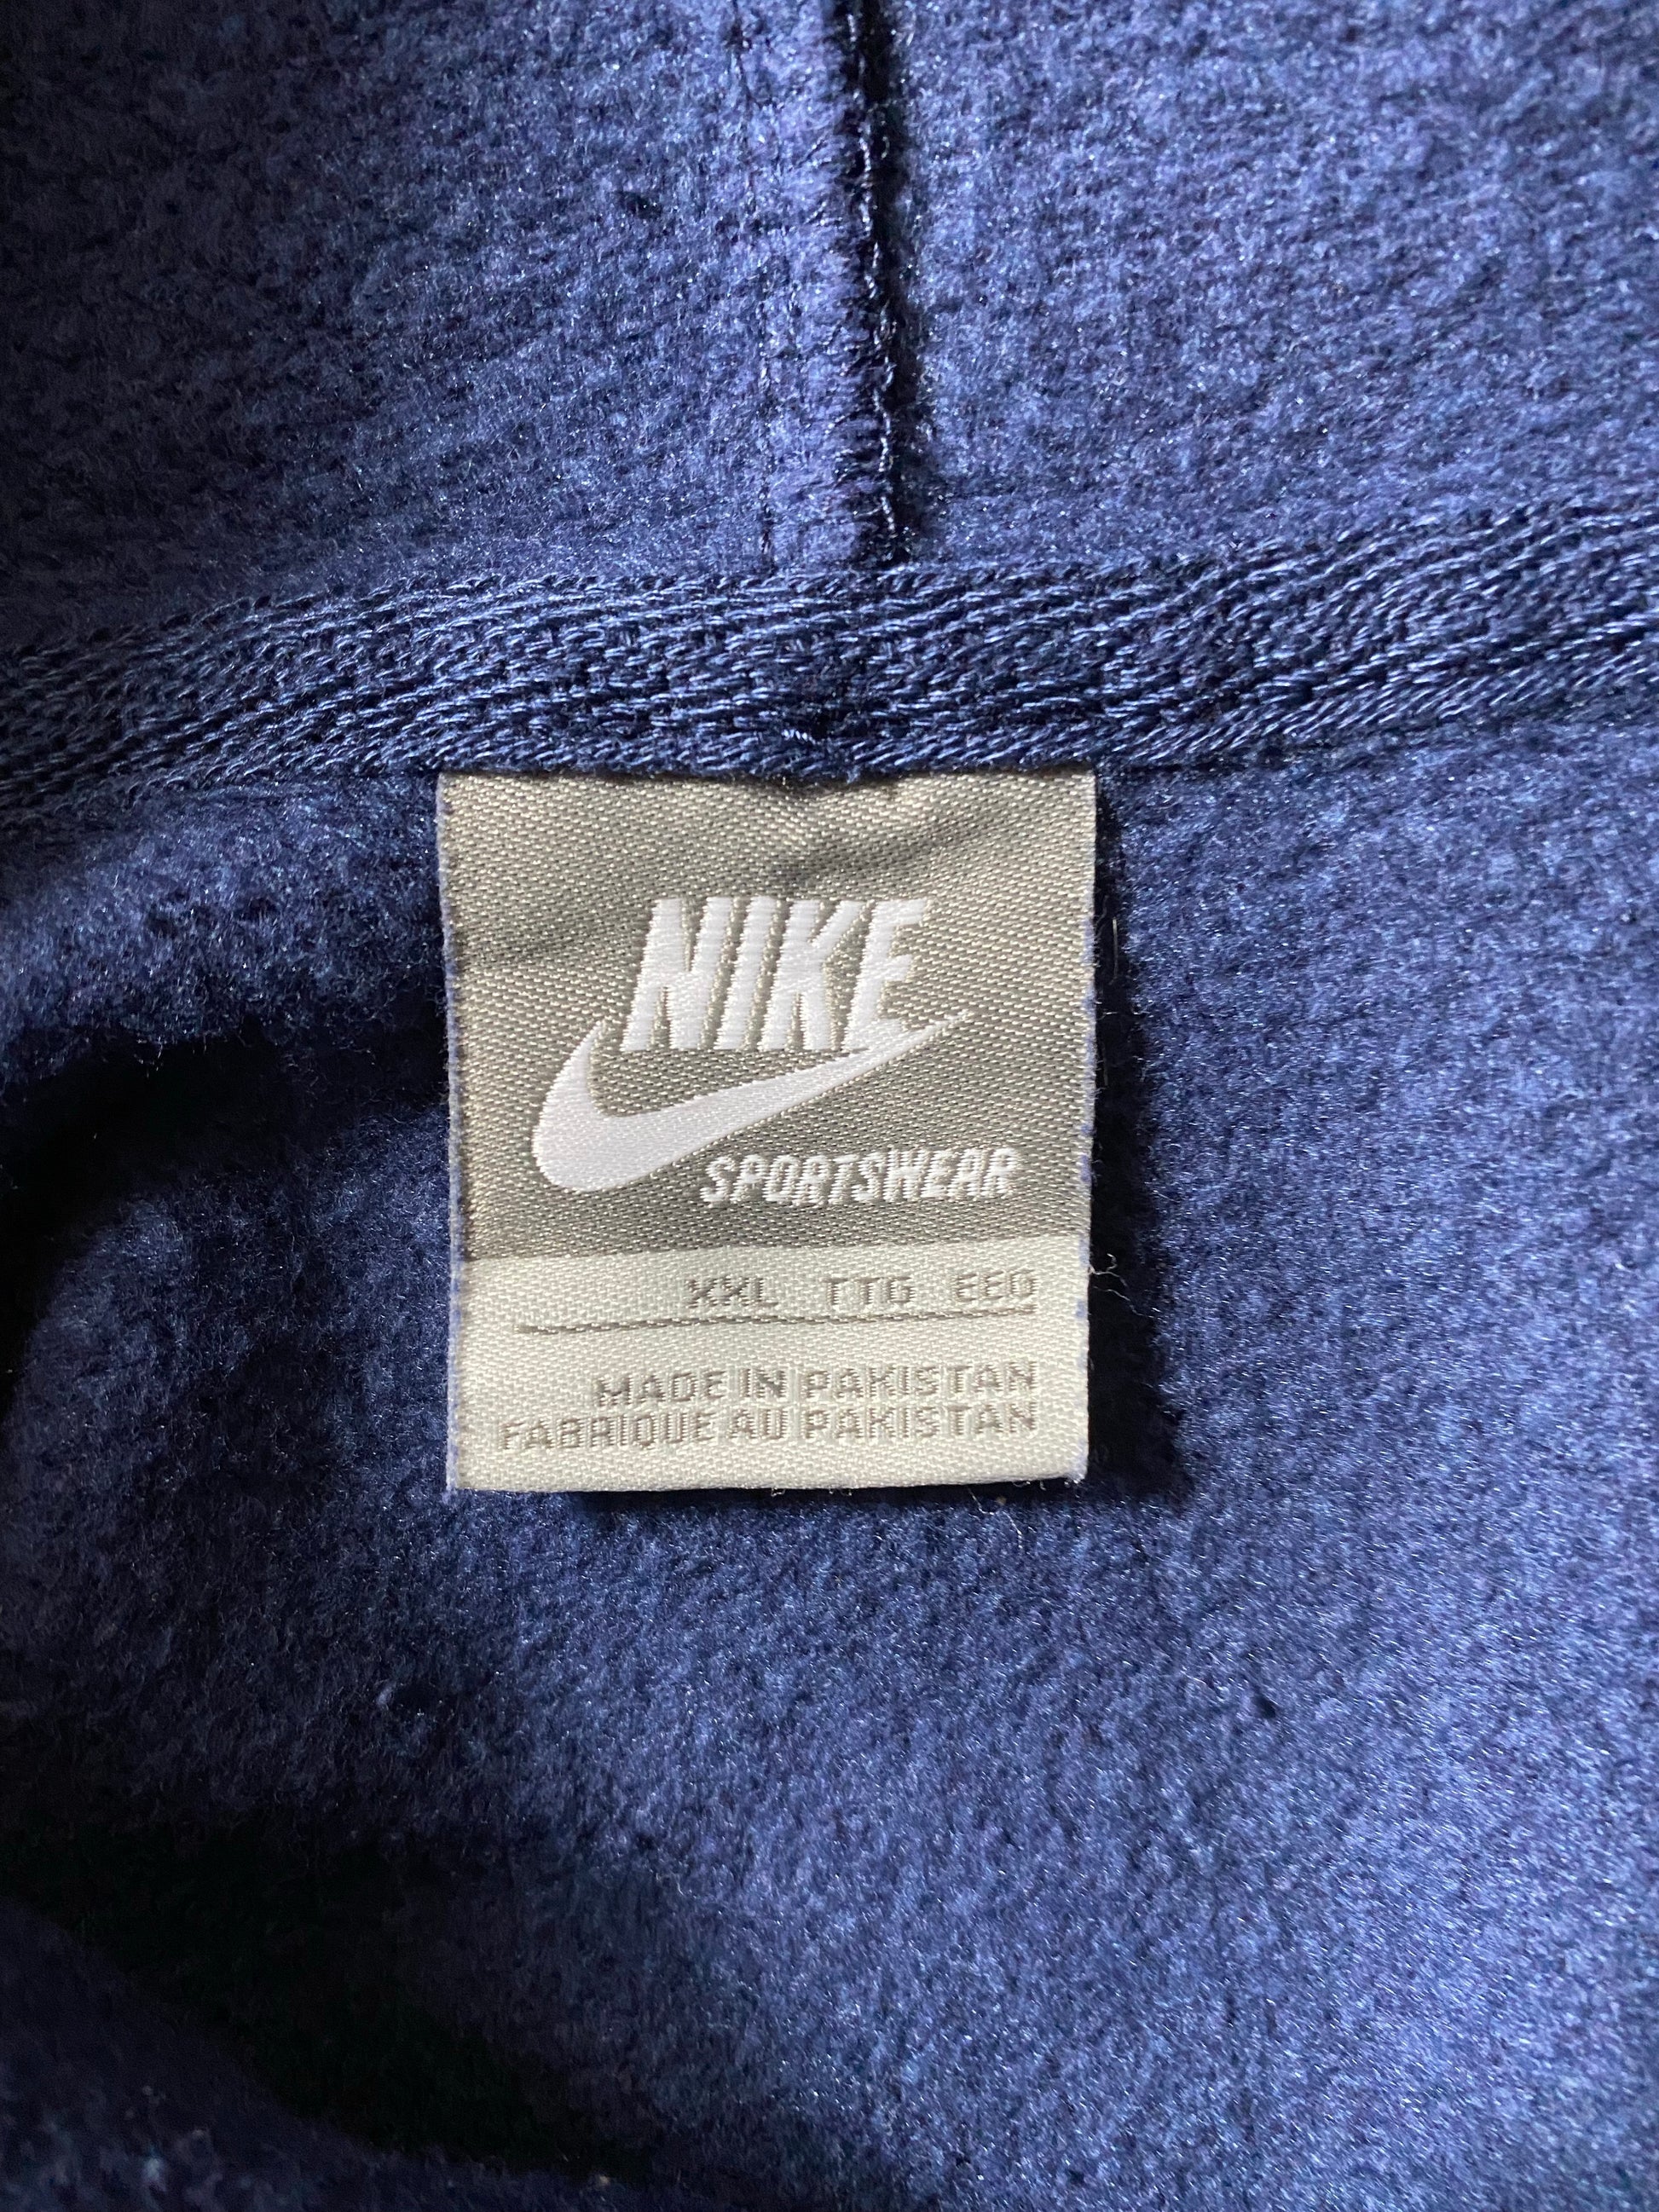 NIKE
SPORTSWEAR
XXL TTG EEG
MADE IN PAKISTAN
FABRIQUE AU PAKISTAN